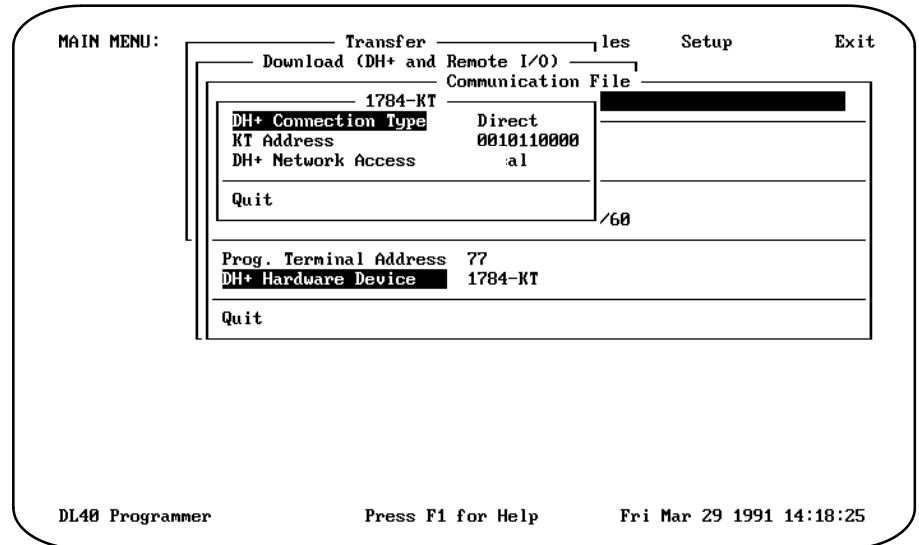 MAIN MENU: Transfer les Setup Exit
Download (DH+ and Remote I/O)
Communication File
1784-KT
DH+ Connection Type Direct
KT Address 0010110000
DH+ Network Access al
Quit
/60
Prog. Terminal Address 77
DH+ Hardware Device 1784-KT
Quit
DL40 Programmer Press F1 for Help Fri Mar 29 1991 14:18:25